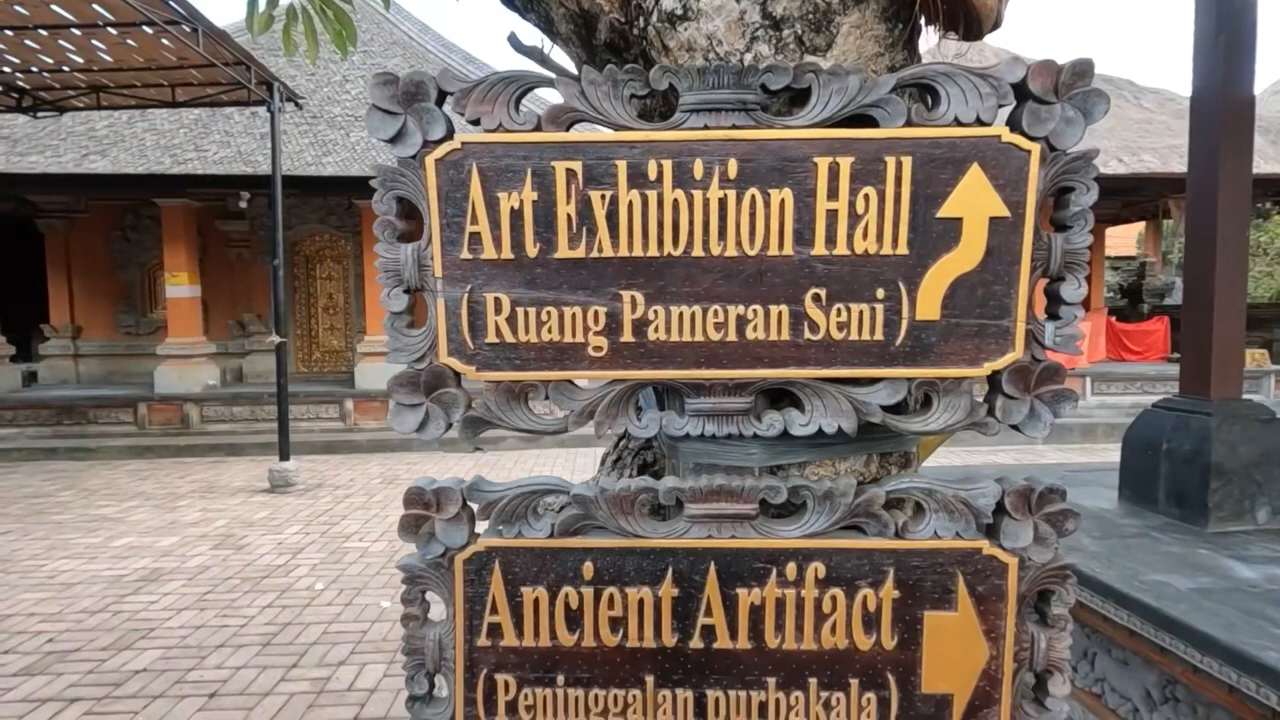 Art Exhibition Hall
( Ruang Pameran Seni )
Ancient Artifact
( Peninggalan purbakala )